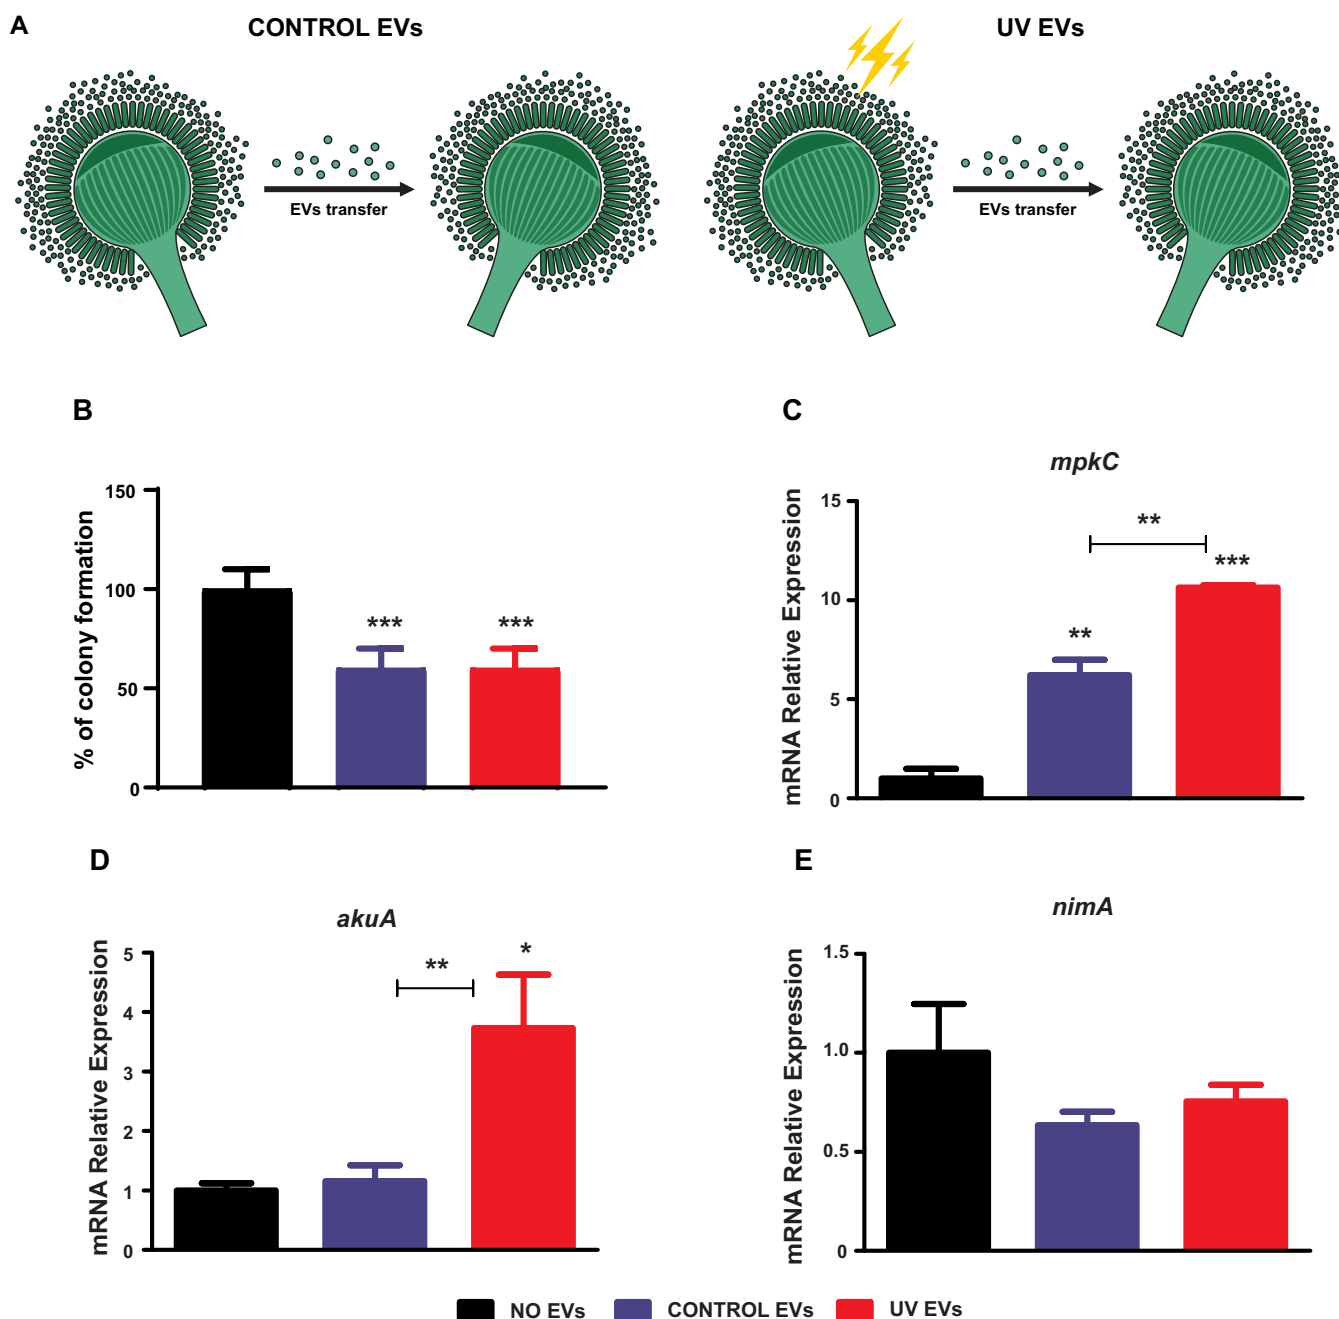 A
CONTROL EVs
UV EVs
EVs transfer
EVs transfer
B
% of colony formation
150
100
50
0
***
***
C
mpkC
mRNA Relative Expression
15
10
5
0
**
**
***
D
akuA
mRNA Relative Expression
5
4
3
2
1
0
**
*
E
nimA
mRNA Relative Expression
1.5
1.0
0.5
0
NO EVs CONTROL EVs UV EVs